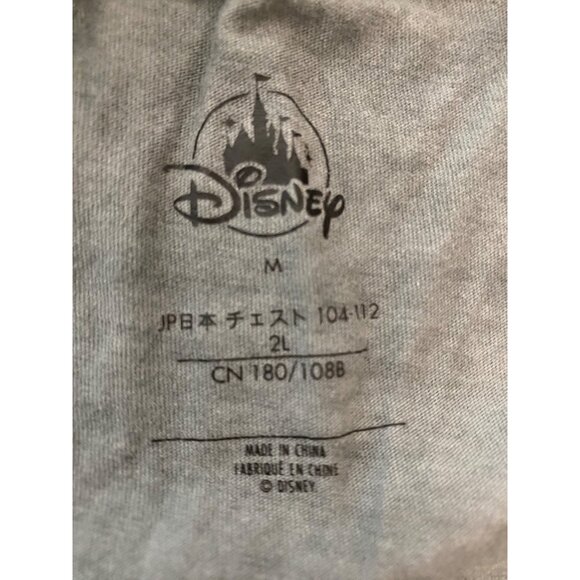 Disney
M
JP日本 チェスト 104-112
2L
CN 180/108B
MADE IN CHINA
FABRIQUÉ EN CHINE
© DISNEY